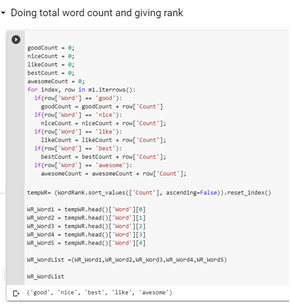 Doing total word count and giving rank
goodCount = 0;
niceCount = 0;
likeCount = 0;
bestCount = 0;
awesomeCount = 0;
for index, row in m1.iterrows():
if(row['Word'] == 'good'):
goodCount = goodCount + row['Count']
if(row['Word'] == 'nice'):
niceCount = niceCount + row['Count'];
if(row['Word'] == 'like'):
likeCount = likeCount + row['Count'];
if(row['Word'] == 'best'):
bestCount = bestCount + row['Count'];
if(row['Word'] == 'awesome'):
awesomeCount = awesomeCount + row['Count'];
tempWR= (WordRank.sort_values(['Count'], ascending=False)).reset_index()
WR_Word1 = tempWR.head()['Word'][0]
WR_Word2 = tempWR.head()['Word'][1]
WR_Word3 = tempWR.head()['Word'][2]
WR_Word4 = tempWR.head()['Word'][3]
WR_Word5 = tempWR.head()['Word'][4]
WR_WordList =(WR_Word1,WR_Word2,WR_Word3,WR_Word4,WR_Word5)
WR_WordList
('good', 'nice', 'best', 'like', 'awesome')